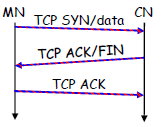 MN CN
TCP SYN/data
TCP ACK/FIN
TCP ACK